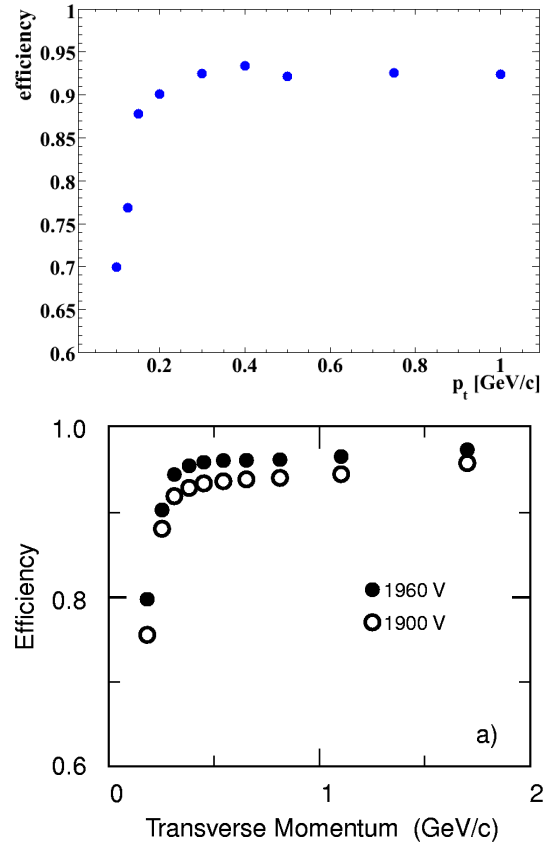 1
0.95
0.9
0.85
0.8
0.75
0.7
0.65
0.6
efficiency
0.2 0.4 0.6 0.8 1
p_t [GeV/c]
1.0
0.8
0.6
Efficiency
1960 V
1900 V
a)
0 1 2
Transverse Momentum (GeV/c)